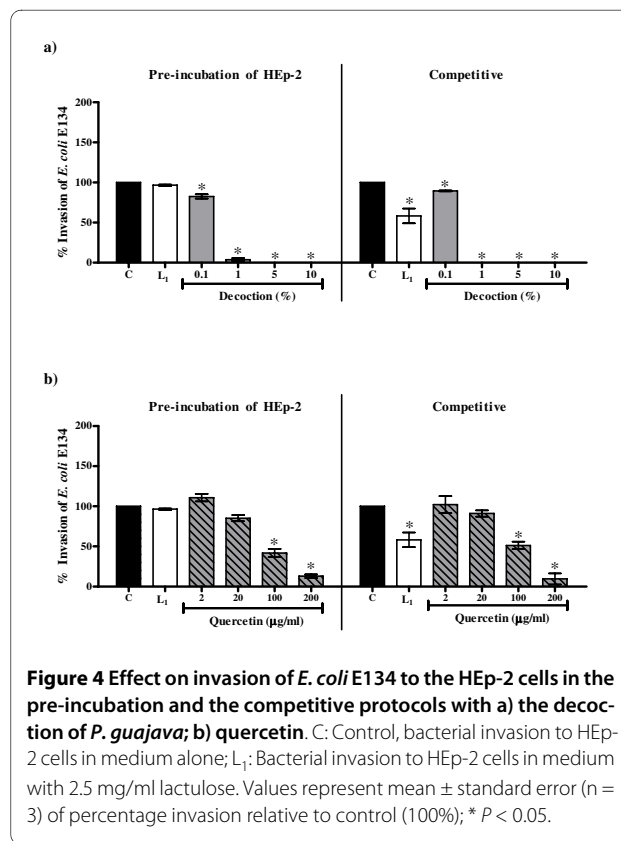 a)
Pre-incubation of HEp-2 Competitive
% Invasion of E. coli E134
200
150
100
50
0
* * * * * * * * *
C L1 0.1 1 5 10 C L1 0.1 1 5 10
Decoction (%) Decoction (%)
b)
Pre-incubation of HEp-2 Competitive
% Invasion of E. coli E134
200
150
100
50
0
* * * * *
C L1 2 20 100 200 C L1 2 20 100 200
Quercetin (µg/ml) Quercetin (µg/ml)
Figure 4 Effect on invasion of E. coli E134 to the HEp-2 cells in the
pre-incubation and the competitive protocols with a) the decoc-
tion of P. guajava; b) quercetin. C: Control, bacterial invasion to HEp-
2 cells in medium alone; L1: Bacterial invasion to HEp-2 cells in medium
with 2.5 mg/ml lactulose. Values represent mean ± standard error (n =
3) of percentage invasion relative to control (100%); * P < 0.05.